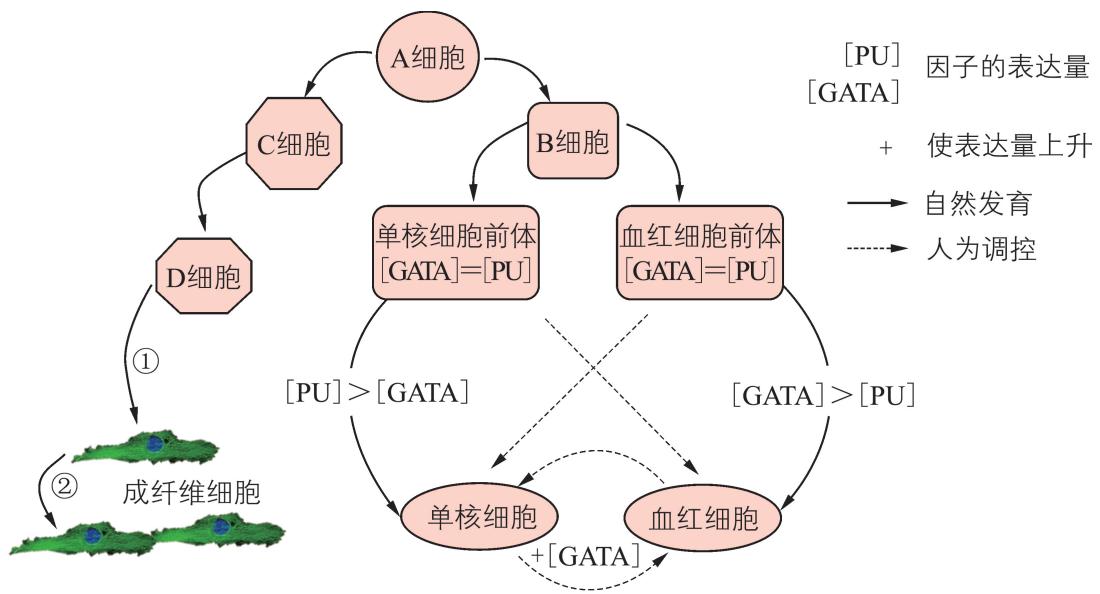 A细胞
[PU]
[GATA]
因子的表达量
C细胞
B细胞
+ 使表达量上升
自然发育
人为调控
单核细胞前体
[GATA]=[PU]
血红细胞前体
[GATA]=[PU]
D细胞
①
[PU]>[GATA]
[GATA]>[PU]
②
成纤维细胞
单核细胞
血红细胞
+[GATA]